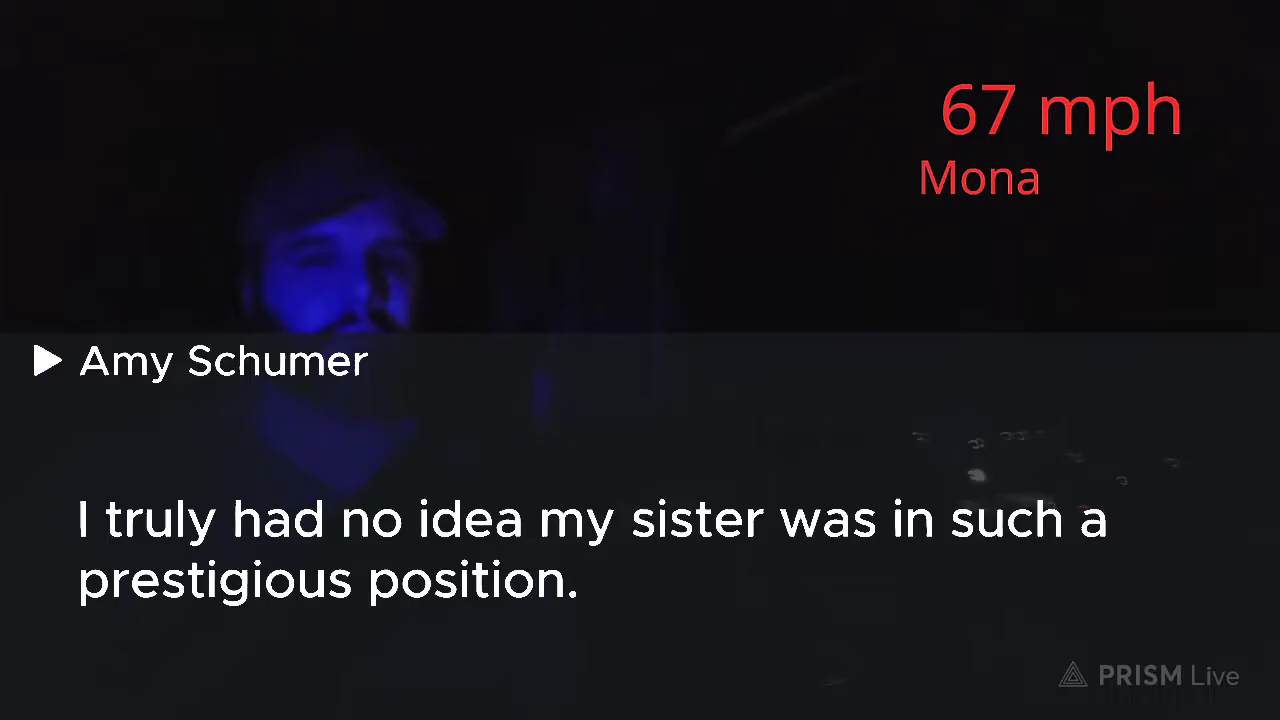 67 mph
Mona
Amy Schumer
I truly had no idea my sister was in such a
prestigious position.
PRISM Live